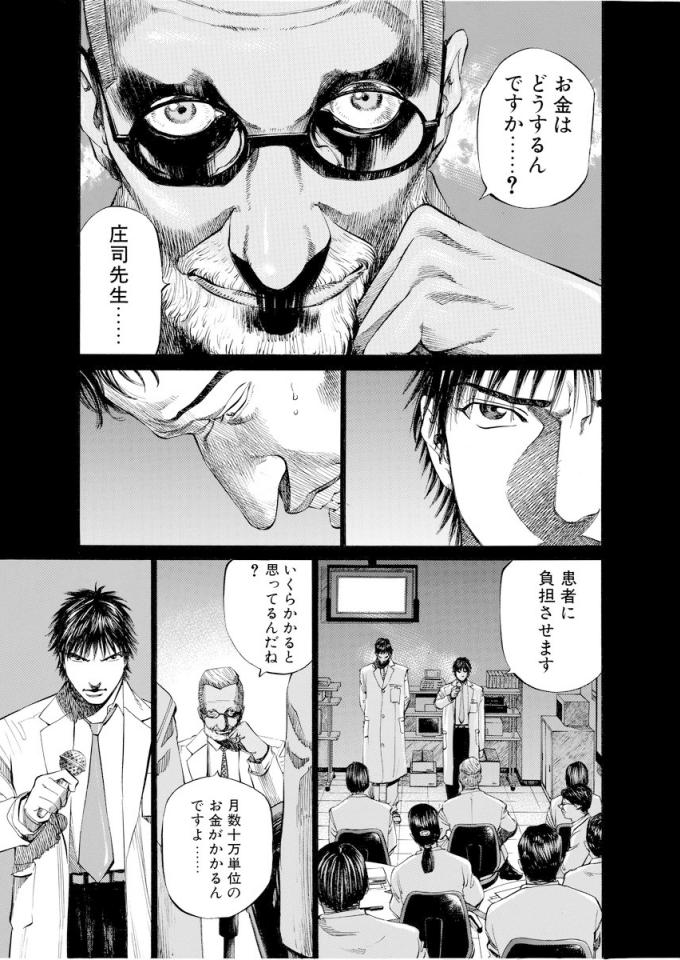 お金は
どうするん
ですか……？
庄司先生……
患者に
負担させます
いくらかかると
思ってるんだね
？
月数十万単位の
お金がかかるん
ですよ……